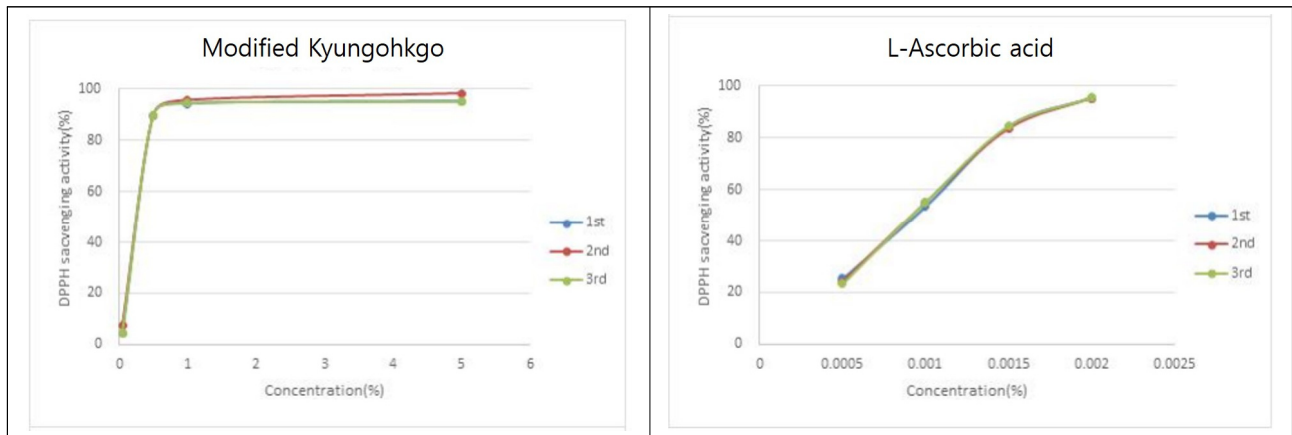 Modified Kyungohkgo
100
80
60
40
20
0
DPPH sacvenging activity(%)
0 1 2 3 4 5 6
Concentration(%)
1st
2nd
3rd
L-Ascorbic acid
100
80
60
40
20
0
DPPH scavenging activity(%)
0 0.0005 0.001 0.0015 0.002 0.0025
Concentration(%)
1st
2nd
3rd